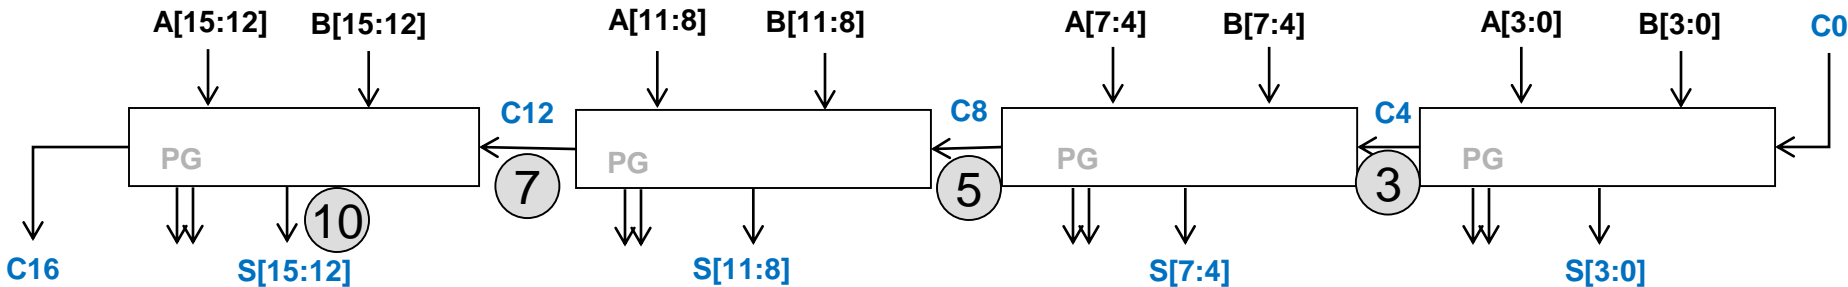 A[15:12] B[15:12] A[11:8] B[11:8] A[7:4] B[7:4] A[3:0] B[3:0] C0
C12 C8 C4
PG PG PG PG
7 5 3
10
C16 S[15:12] S[11:8] S[7:4] S[3:0]